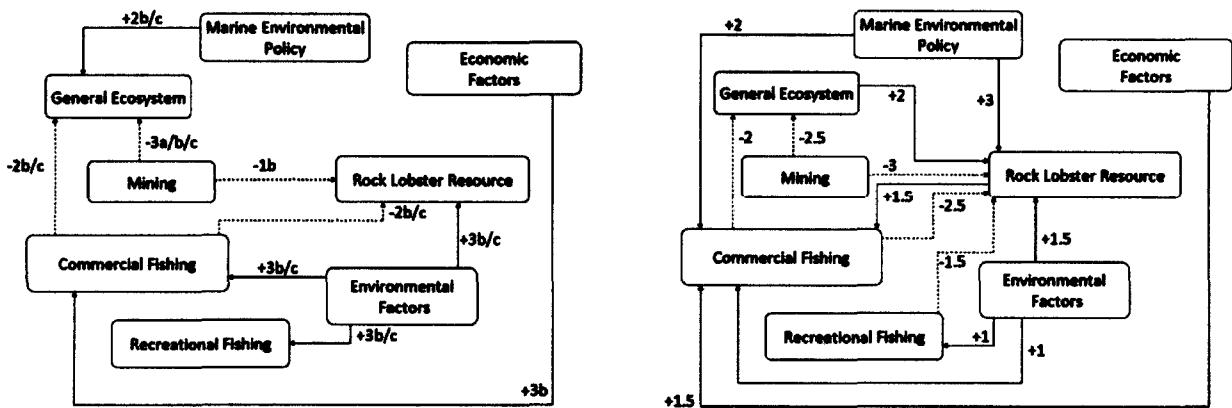 +2b/c
Marine Environmental
Policy
Economic
Factors
General Ecosystem
-3a/b/c
-2b/c
-1b
Mining
Rock Lobster Resource
-2b/c
+3b/c
Commercial Fishing
+3b/c
Environmental
Factors
Recreational Fishing
+3b/c
+3b
+2
Marine Environmental
Policy
Economic
Factors
General Ecosystem
+2
+3
-2
-2.5
-3
Mining
Rock Lobster Resource
+1.5
-2.5
+1.5
Commercial Fishing
-1.5
Environmental
Factors
Recreational Fishing
+1
+1
+1.5